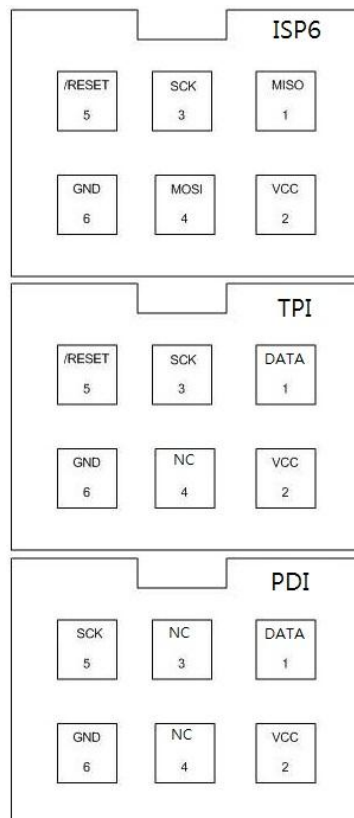 ISP6
/RESET SCK MISO
5 3 1
GND MOSI VCC
6 4 2
TPI
/RESET SCK DATA
5 3 1
GND NC VCC
6 4 2
PDI
SCK NC DATA
5 3 1
GND NC VCC
6 4 2